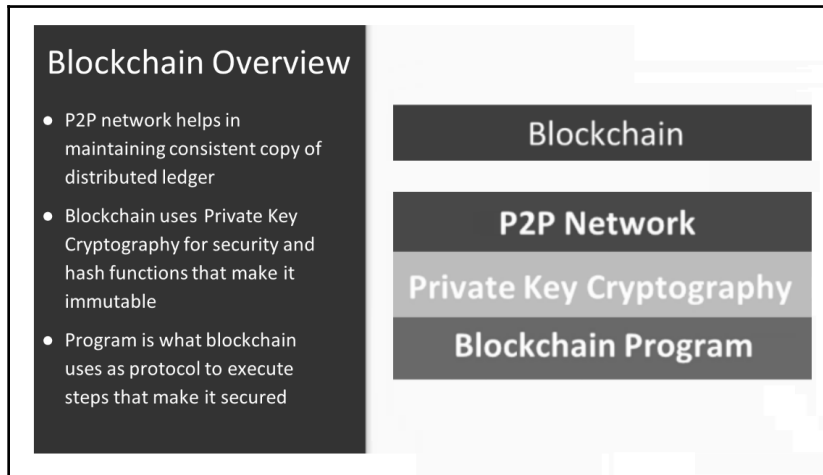 Blockchain Overview
● P2P network helps in
maintaining consistent copy of
distributed ledger
● Blockchain uses Private Key
Cryptography for security and
hash functions that make it
immutable
● Program is what blockchain
uses as protocol to execute
steps that make it secured
Blockchain
P2P Network
Private Key Cryptography
Blockchain Program